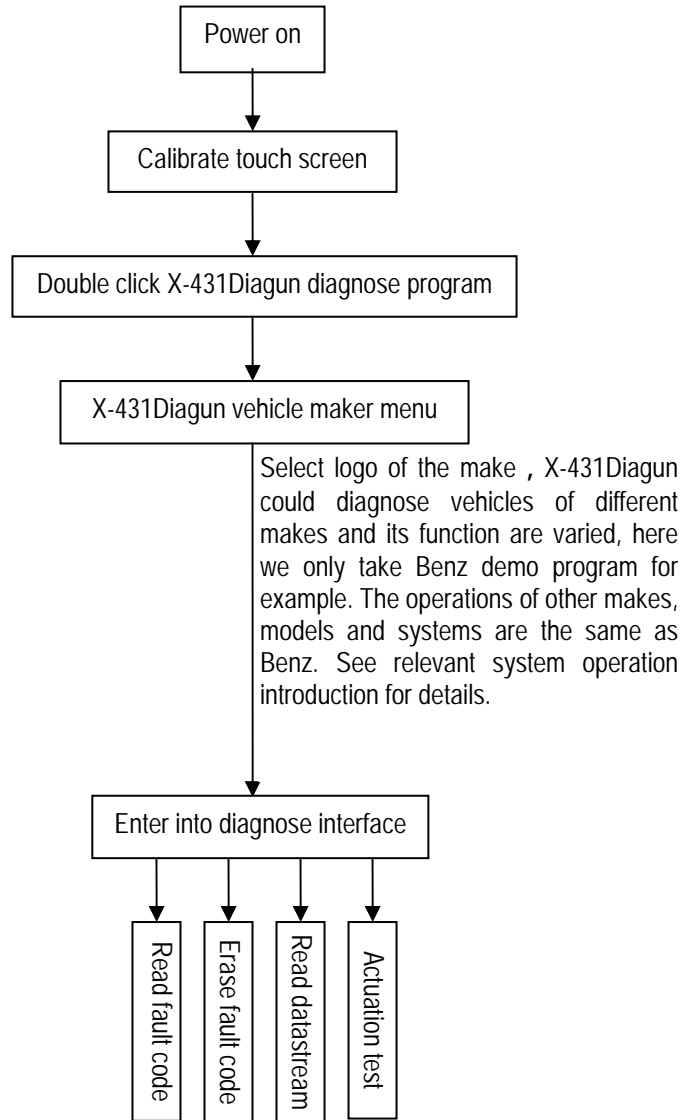 Power on
Calibrate touch screen
Double click X-431Diagun diagnose program
X-431Diagun vehicle maker menu
Select logo of the make , X-431Diagun
could diagnose vehicles of different
makes and its function are varied, here
we only take Benz demo program for
example. The operations of other makes,
models and systems are the same as
Benz. See relevant system operation
introduction for details.
Enter into diagnose interface
Read fault code
Erase fault code
Read datastream
Actuation test